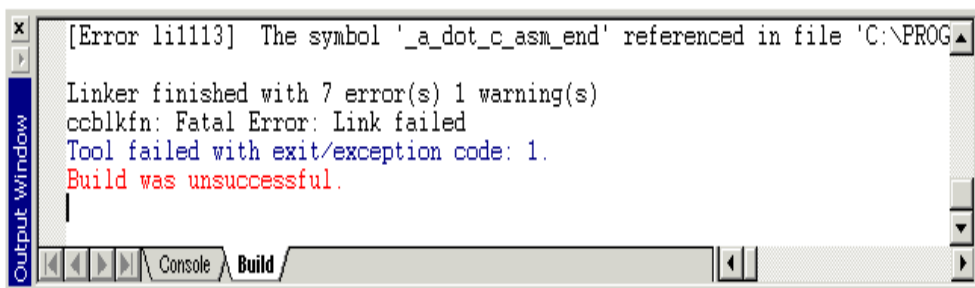 [Error li1113]  The symbol '_a_dot_c_asm_end' referenced in file 'C:\PROG
Linker finished with 7 error(s) 1 warning(s)
ccblkfn: Fatal Error: Link failed
Tool failed with exit/exception code: 1.
Build was unsuccessful.
Output Window
Console
Build